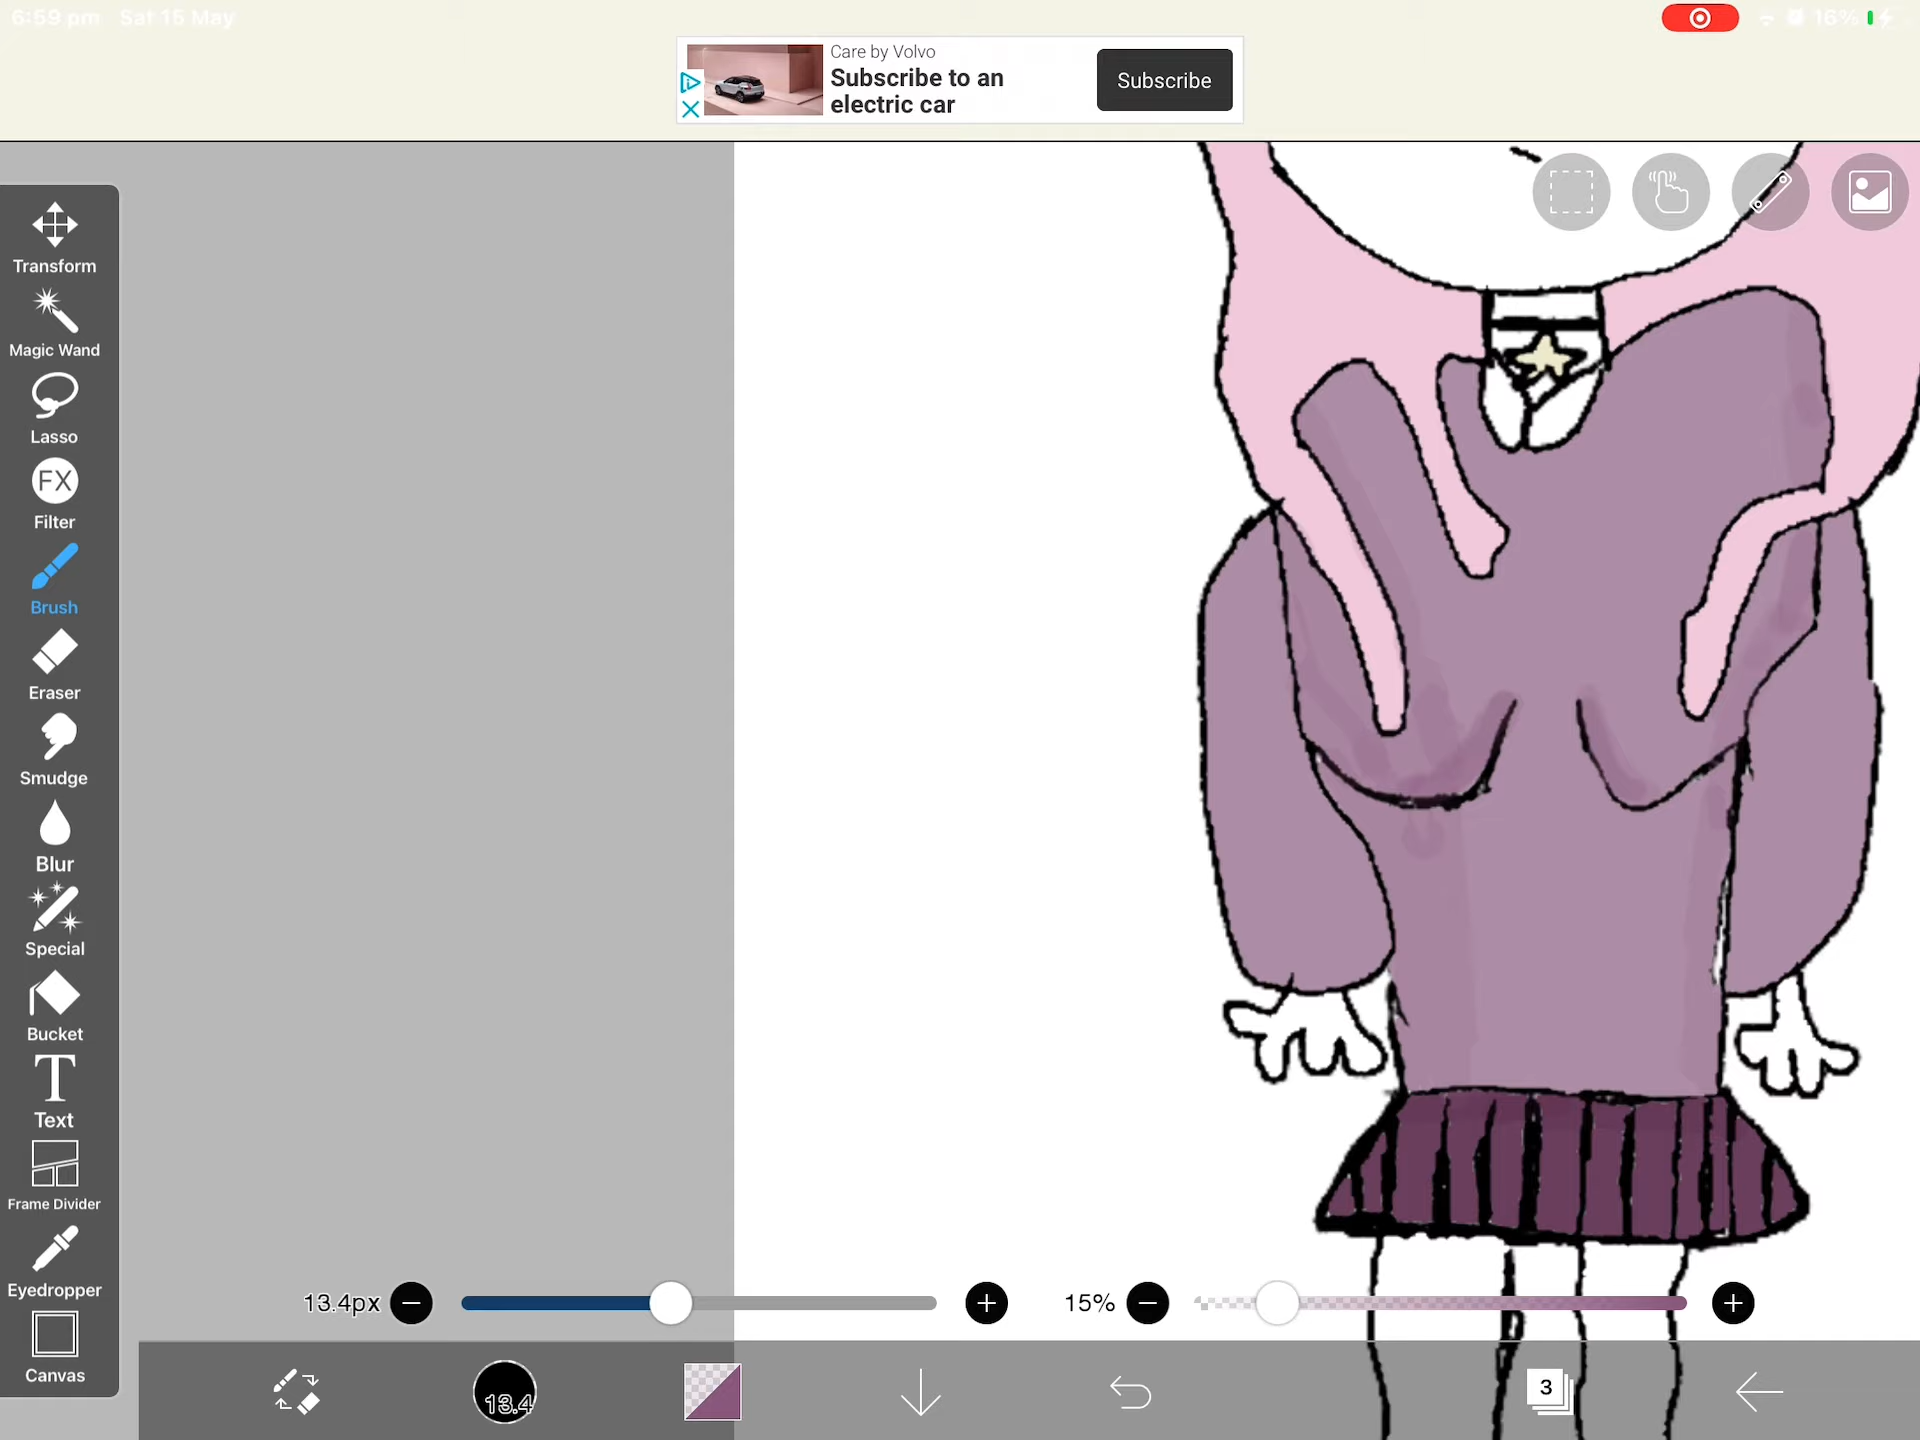 6:59 pm Sat 15 May
16%
Care by Volvo
Subscribe to an
electric car
Subscribe
Transform
Magic Wand
Lasso
FX
Filter
Brush
Eraser
Smudge
Blur
Special
Bucket
T
Text
Frame Divider
Eyedropper
Canvas
13.4px
15%
13.4
3